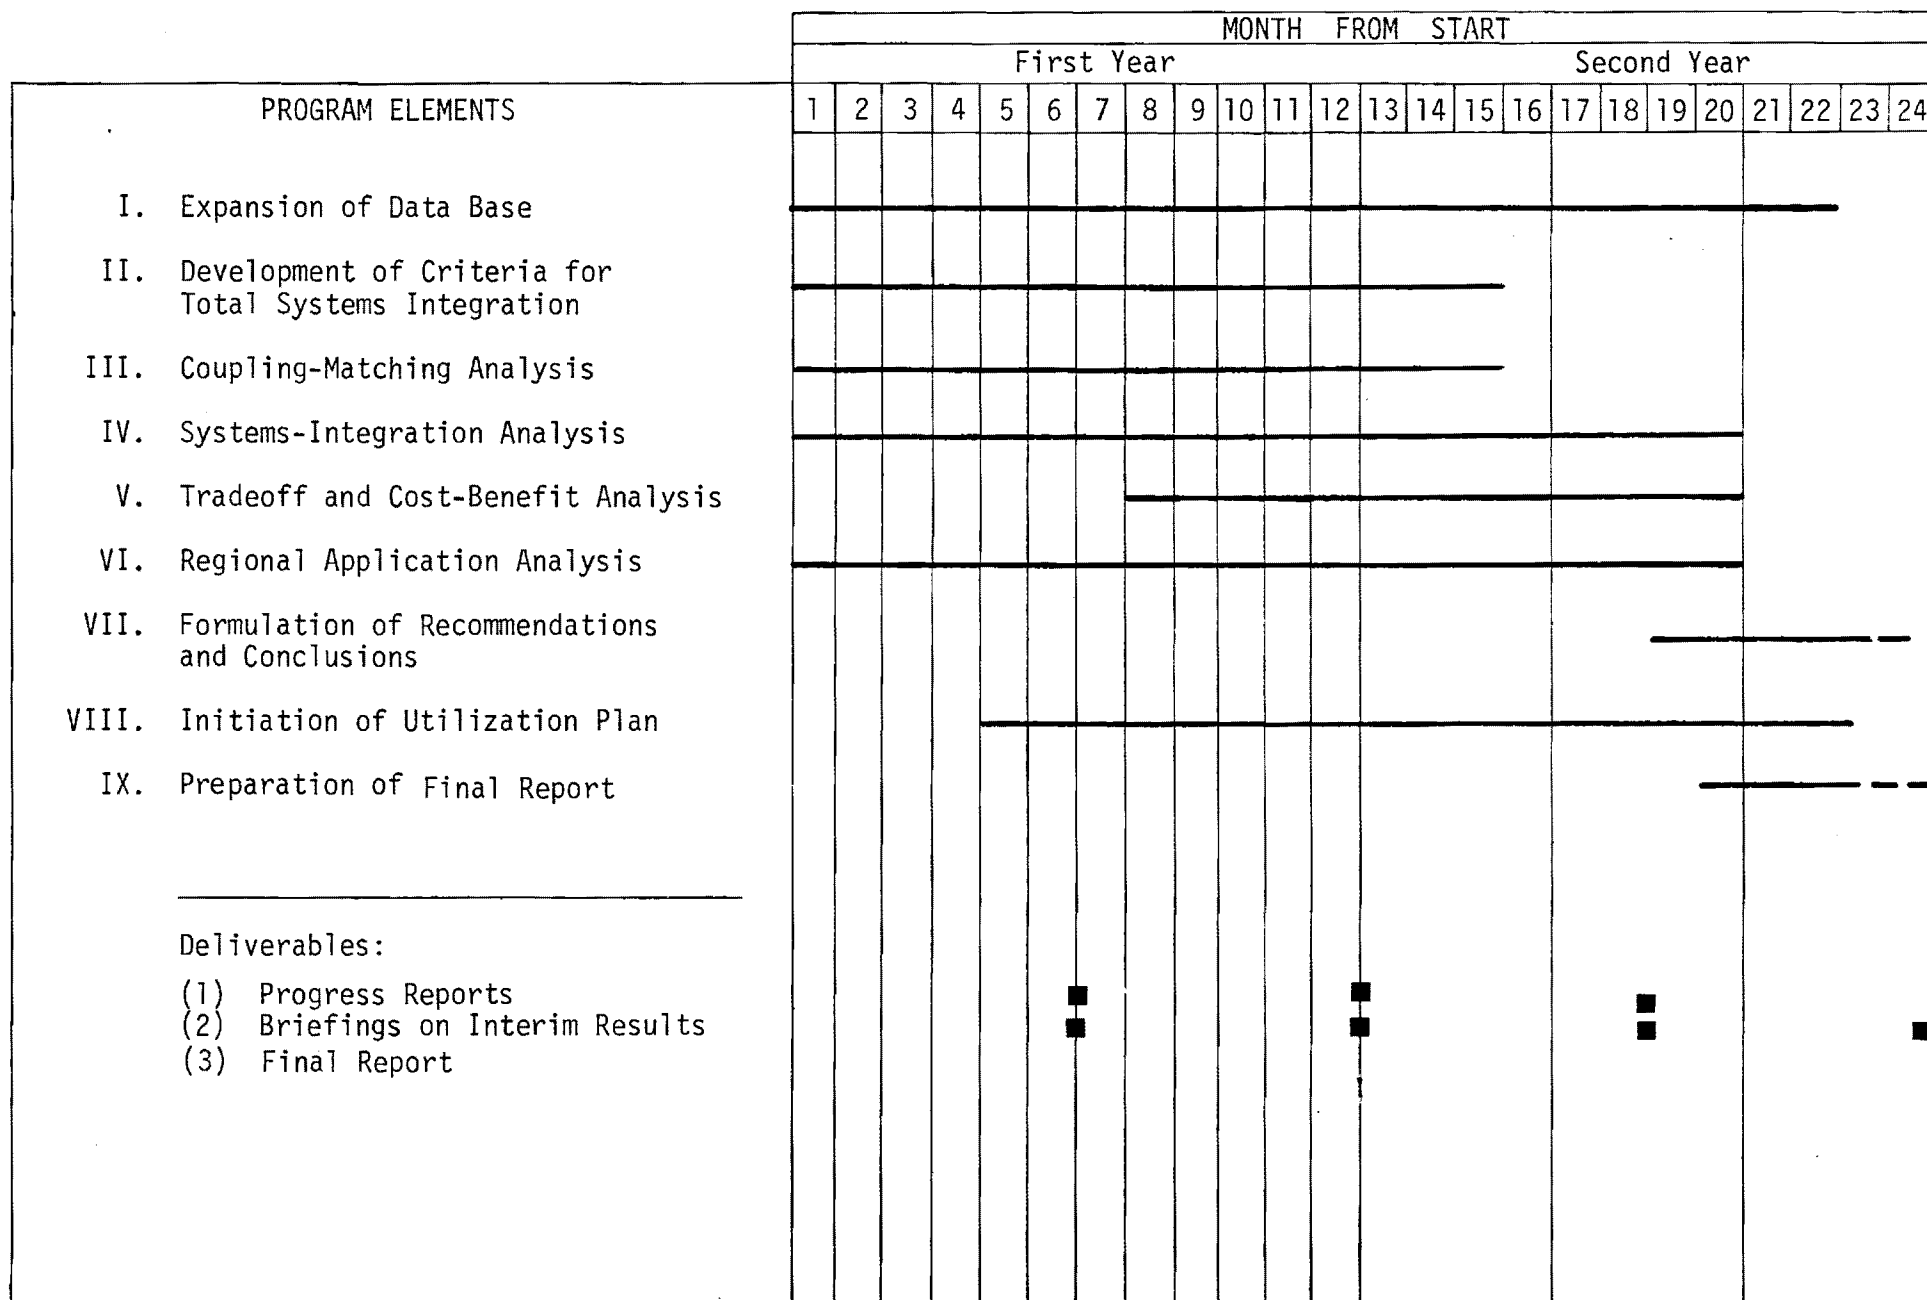 MONTH FROM START
First Year Second Year
PROGRAM ELEMENTS 1 2 3 4 5 6 7 8 9 10 11 12 13 14 15 16 17 18 19 20 21 22 23 24
I. Expansion of Data Base
II. Development of Criteria for
Total Systems Integration
III. Coupling-Matching Analysis
IV. Systems-Integration Analysis
V. Tradeoff and Cost-Benefit Analysis
VI. Regional Application Analysis
VII. Formulation of Recommendations
and Conclusions
VIII. Initiation of Utilization Plan
IX. Preparation of Final Report
Deliverables:
(1) Progress Reports
(2) Briefings on Interim Results
(3) Final Report